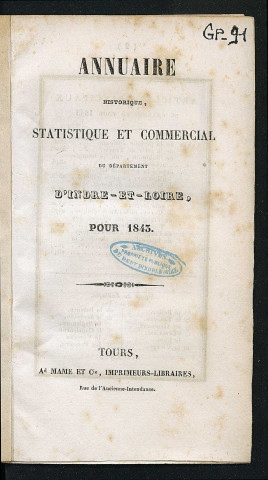 GP-91
ANNUAIRE
HISTORIQUE,
STATISTIQUE ET COMMERCIAL
DU DÉPARTEMENT
D'INDRE-ET-LOIRE,
POUR 1843.
ARCHIVES
TOURS,
Ad MAME ET Cie, IMPRIMEURS-LIBRAIRES,
Rue de l'Ancienne-Intendance.